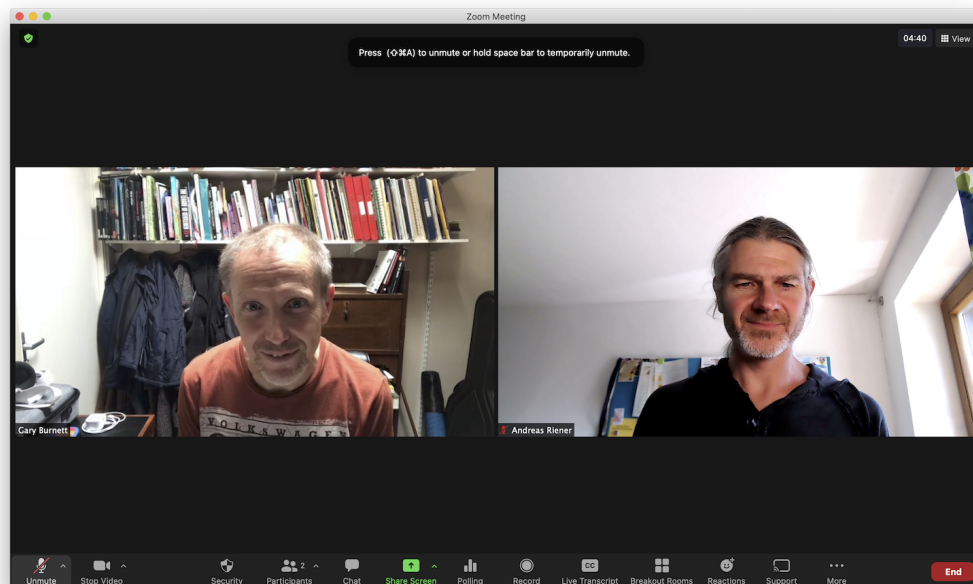 Zoom Meeting
Press (⇧⌘A) to unmute or hold space bar to temporarily unmute.
04:40
View
VOLKSWAGEN
Gary Burnett
Andreas Riener
Unmute
Stop Video
Security
2
Participants
Chat
Share Screen
Polling
Record
CC
Live Transcript
Breakout Rooms
Reactions
Support
More
End